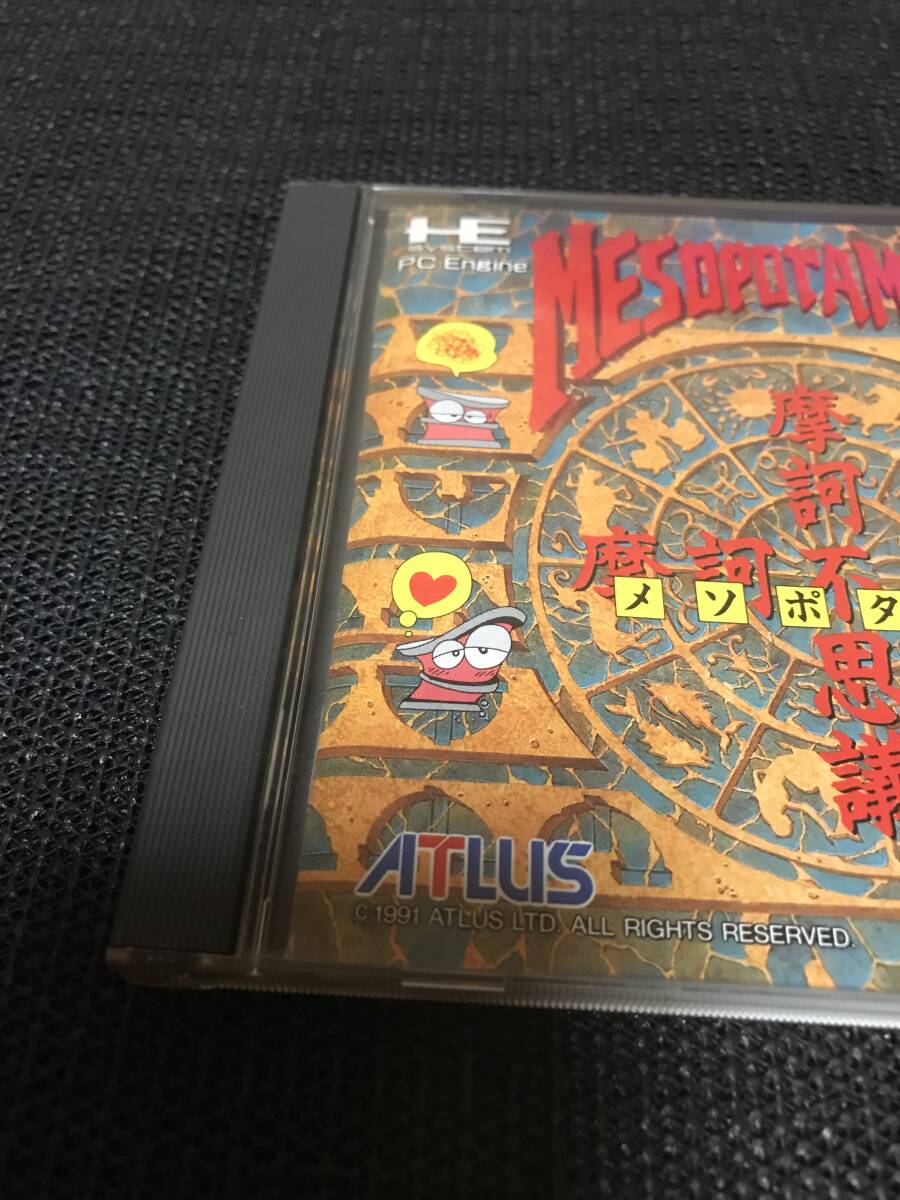 HE
SYSTEM
PC Engine
MESOPOTAM
摩訶不思議
摩訶
メソポタ
ATLUS
© 1991 ATLUS LTD. ALL RIGHTS RESERVED.